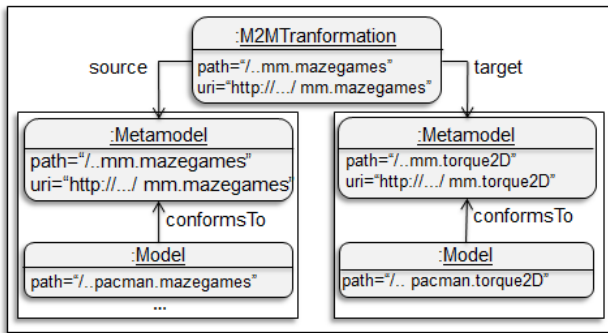 :M2MTranformation
path="/..mm.mazegames"
uri="http://.../ mm.mazegames"
source
target
:Metamodel
path="/..mm.mazegames"
uri="http://.../ mm.mazegames"
:Metamodel
path="/..mm.torque2D"
uri="http://.../ mm.torque2D"
conformsTo
conformsTo
:Model
path="/..pacman.mazegames"
...
:Model
path="/.. pacman.torque2D"